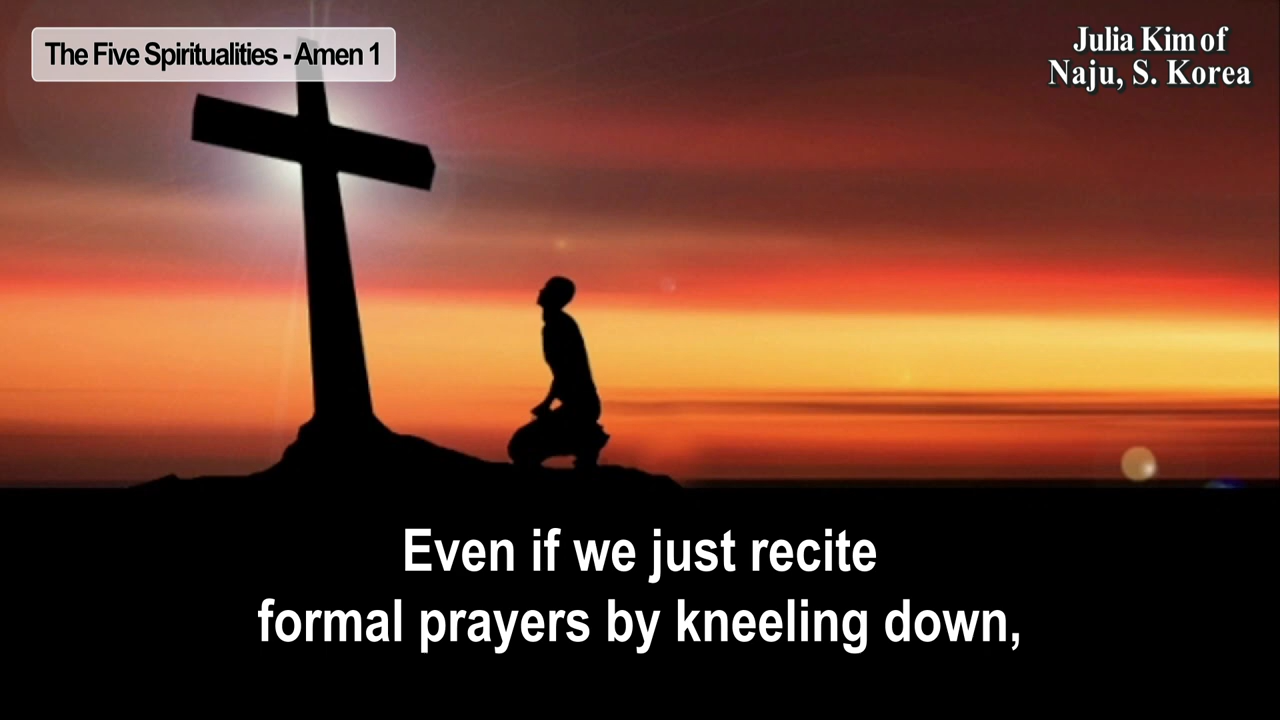 The Five Spiritualities - Amen 1
Julia Kim of
Naju, S. Korea
Even if we just recite
formal prayers by kneeling down,